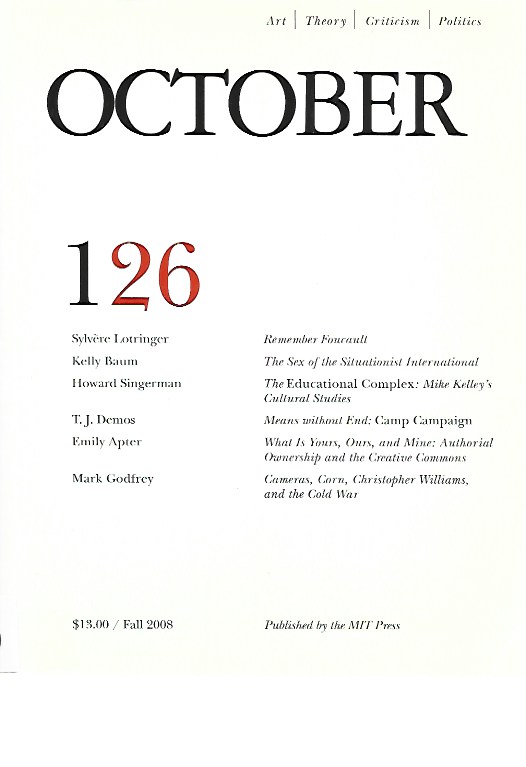 Art | Theory | Criticism | Politics
OCTOBER
126
Sylvère Lotringer Remember Foucault
Kelly Baum The Sex of the Situationist International
Howard Singerman The Educational Complex: Mike Kelley's
Cultural Studies
T. J. Demos Means without End: Camp Campaign
Emily Apter What Is Yours, Ours, and Mine: Authorial
Ownership and the Creative Commons
Mark Godfrey Cameras, Corn, Christopher Williams,
and the Cold War
$13.00 / Fall 2008 Published by the MIT Press